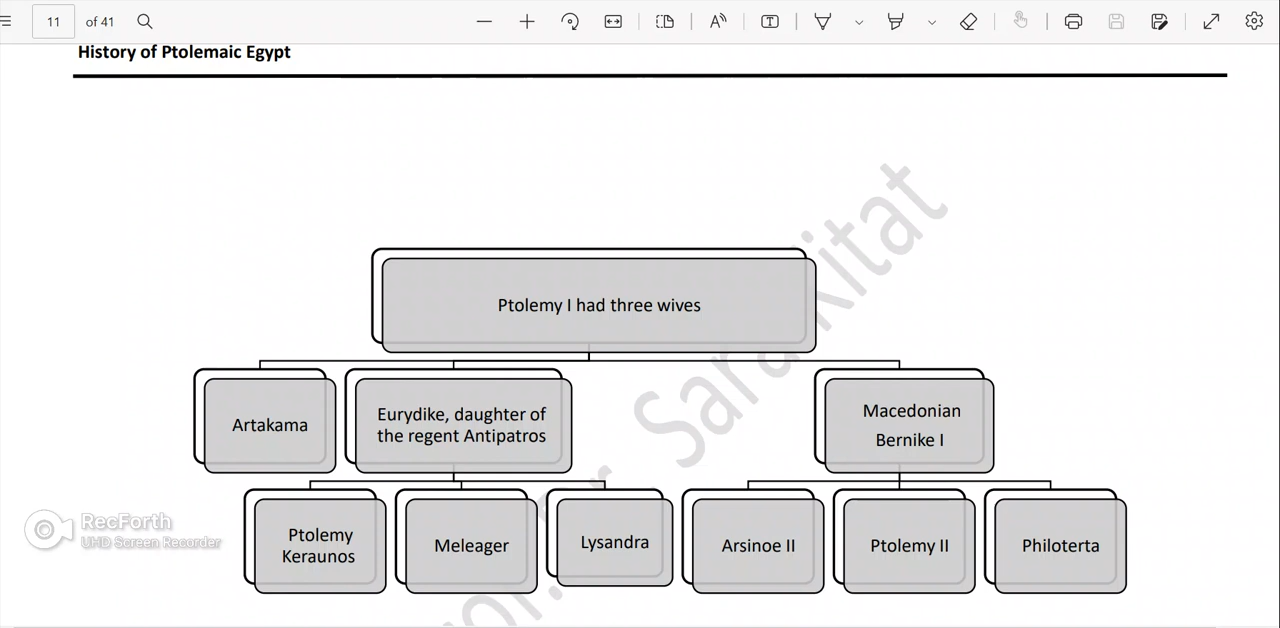 11 of 41
History of Ptolemaic Egypt
Ptolemy I had three wives
Artakama
Eurydike, daughter of
the regent Antipatros
Macedonian
Bernike I
Ptolemy
Keraunos
Meleager
Lysandra
Arsinoe II
Ptolemy II
Philoterta
RecForth
UHD Screen Recorder